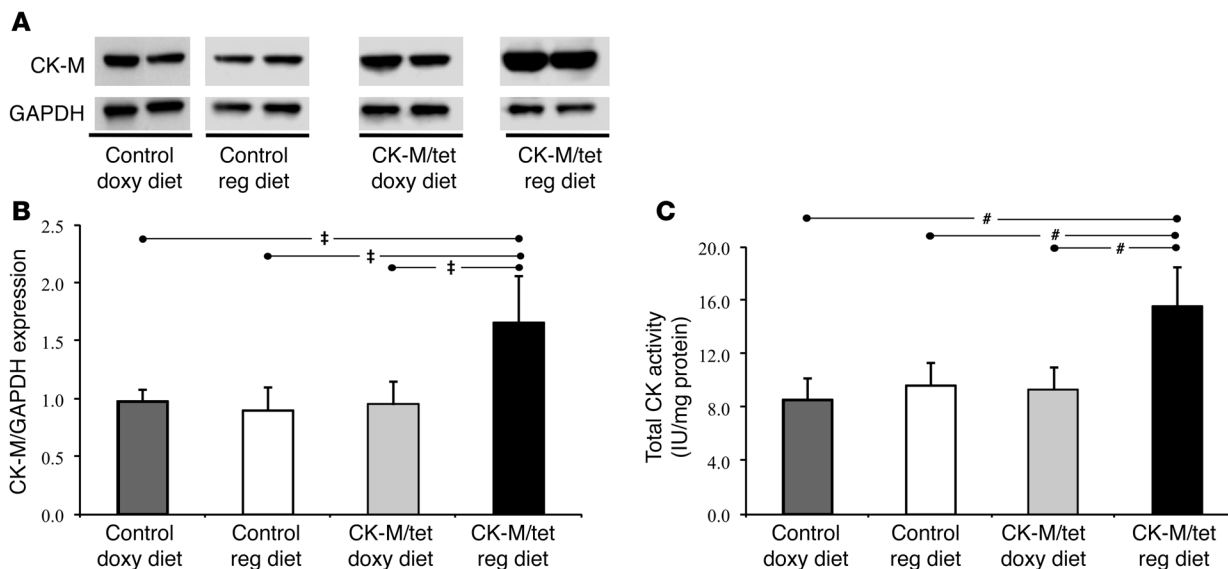 A
CK-M
GAPDH
Control
doxy diet
Control
reg diet
CK-M/tet
doxy diet
CK-M/tet
reg diet
B
CK-M/GAPDH expression
2.5
2.0
1.5
1.0
0.5
0.0
‡
‡
‡
Control
doxy diet
Control
reg diet
CK-M/tet
doxy diet
CK-M/tet
reg diet
C
Total CK activity
(IU/mg protein)
20.0
16.0
12.0
8.0
4.0
0.0
#
#
#
Control
doxy diet
Control
reg diet
CK-M/tet
doxy diet
CK-M/tet
reg diet